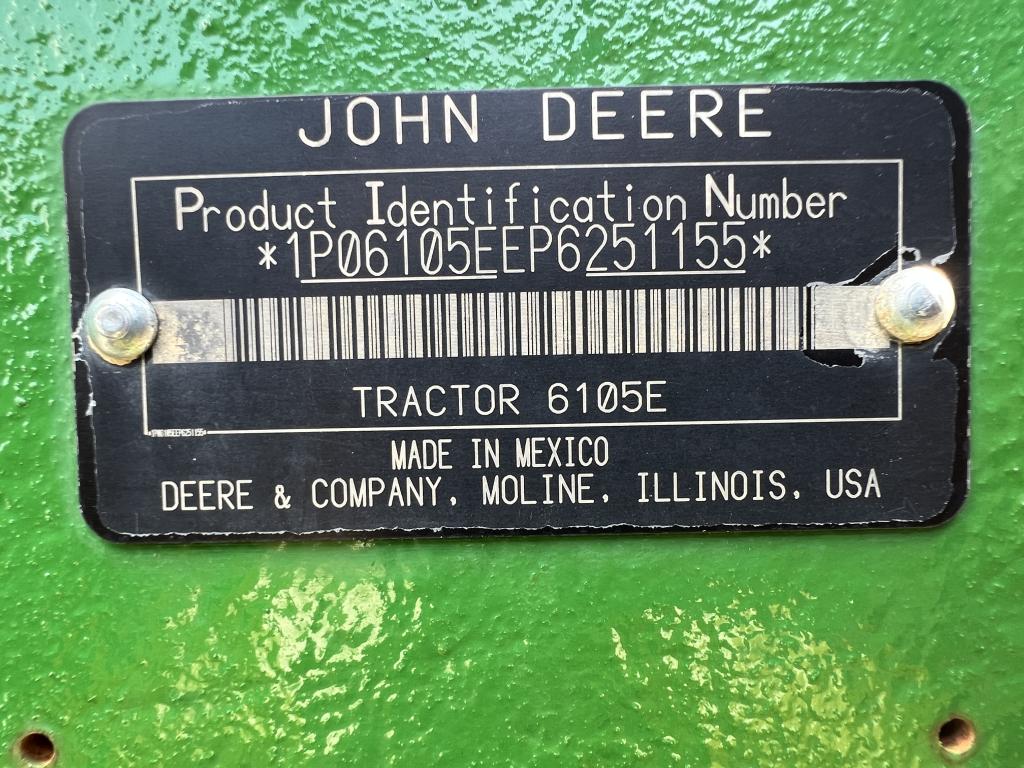 JOHN DEERE
Product Identification Number
*1P06105EEP6251155*
TRACTOR 6105E
MADE IN MEXICO
DEERE & COMPANY, MOLINE, ILLINOIS, USA